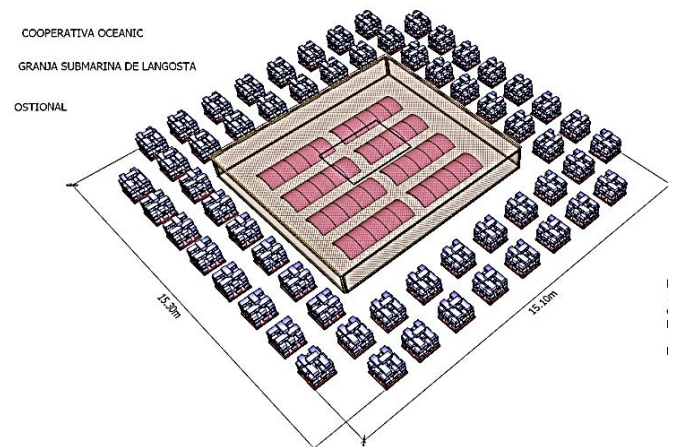 COOPERATIVA OCEANIC
GRANJA SUBMARINA DE LANGOSTA
OSTIONAL
15.30m
15.10m